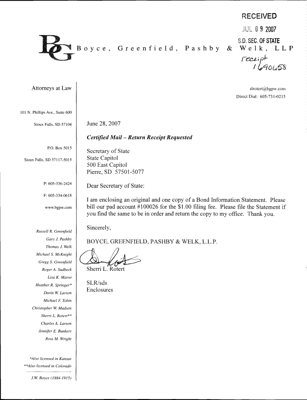 RECEIVED
JUL 09 2007
S.D. SEC. OF STATE
receipt
1690658
BG Boyce, Greenfield, Pashby & Welk, LLP
Attorneys at Law
Direct Dial: 605-731-0213
101 N. Phillips Ave., Suite 600
Sioux Falls, SD 57104
P.O. Box 5015
Sioux Falls, SD 57117-5015
P: 605-336-2424
F: 605-334-0618
www.bgpw.com
June 28, 2007
Certified Mail – Return Receipt Requested
Secretary of State
State Capitol
500 East Capitol
Pierre, SD 57501-5077
Dear Secretary of State:
I am enclosing an original and one copy of a Bond Information Statement. Please
bill our pad account #100026 for the $1.00 filing fee. Please file the Statement if
you find the same to be in order and return the copy to my office. Thank you.
Sincerely,
BOYCE, GREENFIELD, PASHBY & WELK, L.L.P.
Sherri L. Rotert
SLR/sds
Enclosures
Russell R. Greenfield
Gary J. Pashby
Thomas J. Welk
Michael S. McKnight
Gregg S. Greenfield
Roger A. Sudbeck
Lisa K. Marso
Heather R. Springer*
Darin W. Larson
Michael F. Tobin
Christopher W. Madsen
Sherri L. Rotert**
Charles A. Larson
Jennifer E. Bunkers
Ross M. Wright
*Also licensed in Kansas
**Also licensed in Colorado
J.W. Boyce (1884-1915)